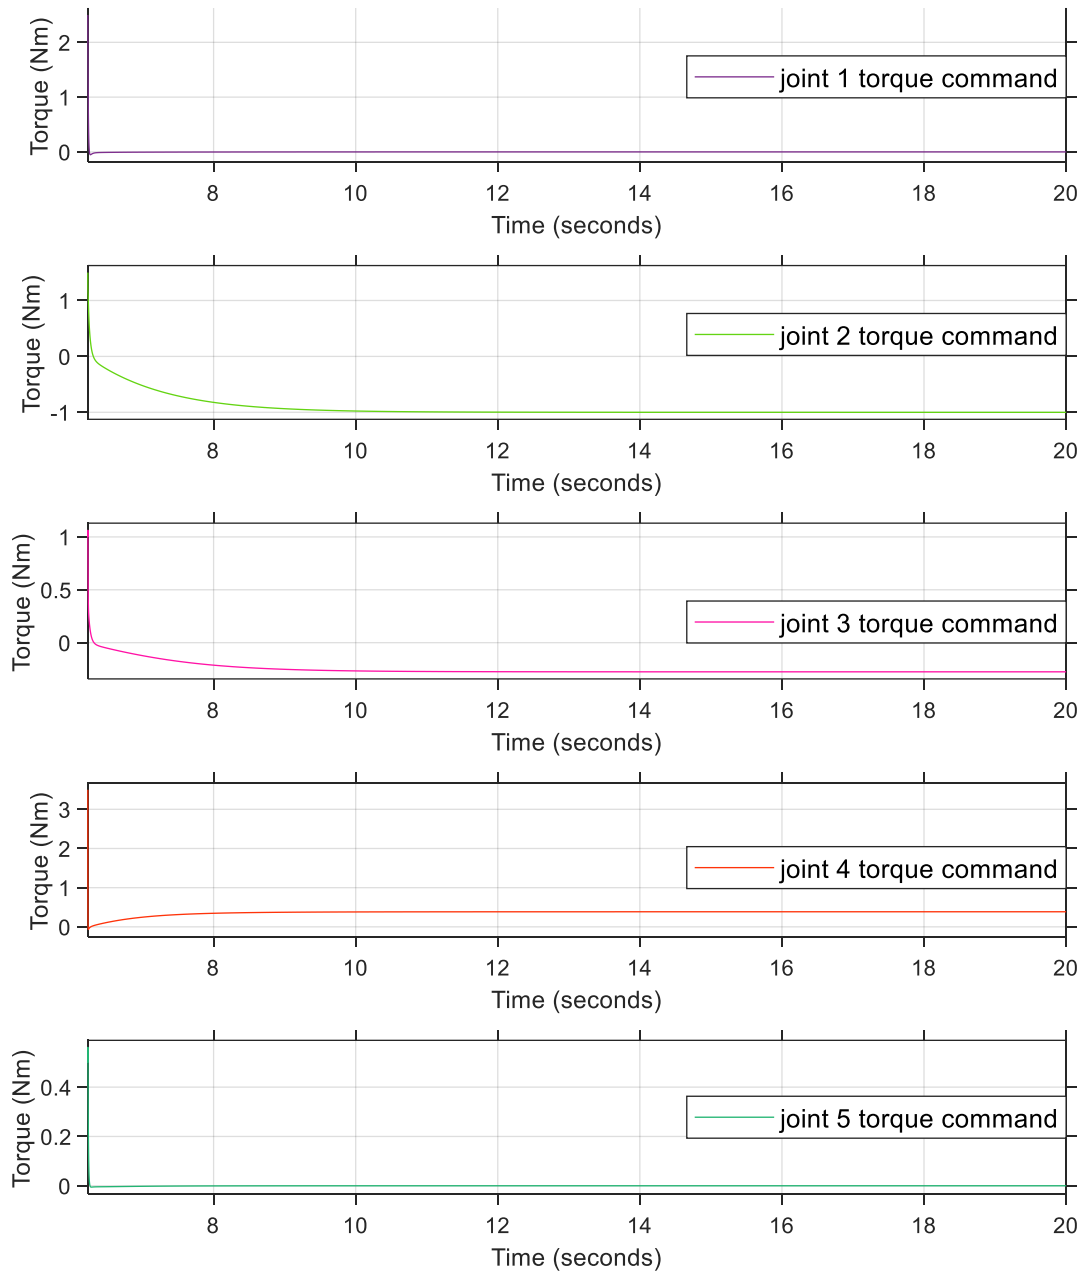 Torque (Nm)
2
1
0
joint 1 torque command
8 10 12 14 16 18 20
Time (seconds)
Torque (Nm)
1
0
-1
joint 2 torque command
8 10 12 14 16 18 20
Time (seconds)
Torque (Nm)
1
0.5
0
joint 3 torque command
8 10 12 14 16 18 20
Time (seconds)
Torque (Nm)
3
2
1
0
joint 4 torque command
8 10 12 14 16 18 20
Time (seconds)
Torque (Nm)
0.4
0.2
0
joint 5 torque command
8 10 12 14 16 18 20
Time (seconds)